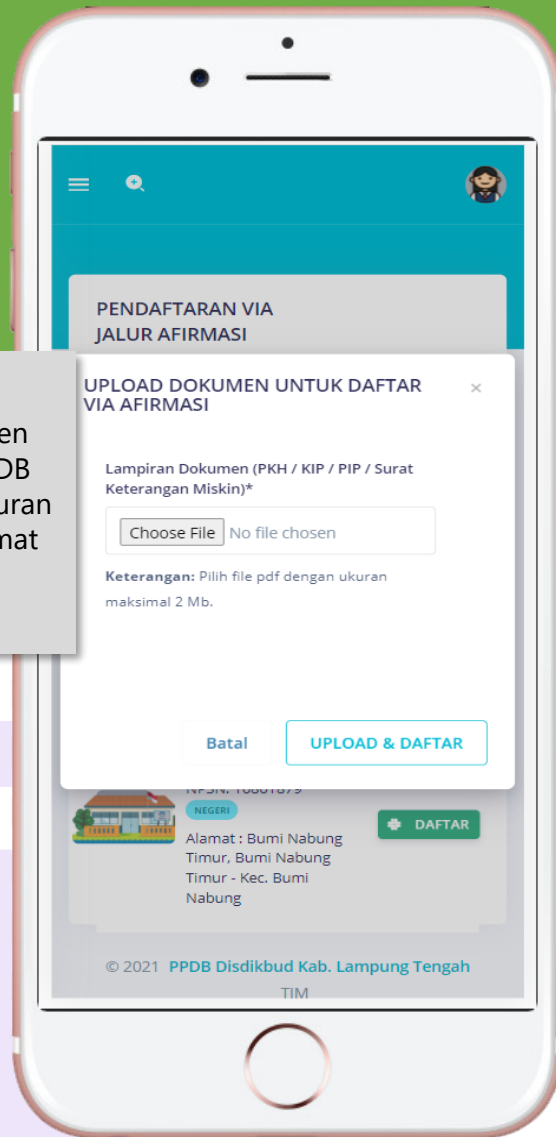 PENDAFTARAN VIA
JALUR AFIRMASI
UPLOAD DOKUMEN UNTUK DAFTAR
VIA AFIRMASI
×
Lampiran Dokumen (PKH / KIP / PIP / Surat
Keterangan Miskin)*
Choose File No file chosen
Keterangan: Pilih file pdf dengan ukuran
maksimal 2 Mb.
Batal UPLOAD & DAFTAR
NEGERI
DAFTAR
Alamat : Bumi Nabung
Timur, Bumi Nabung
Timur - Kec. Bumi
Nabung
© 2021 PPDB Disdikbud Kab. Lampung Tengah
TIM